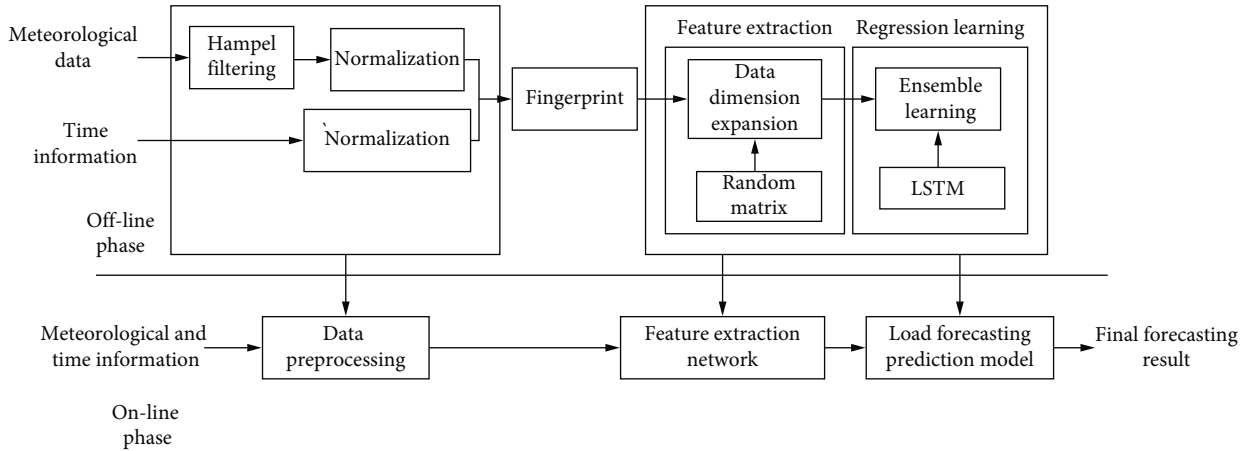 Meteorological
data
Hampel
filtering
Normalization
Time
information
`Normalization
Fingerprint
Feature extraction
Data
dimension
expansion
Random
matrix
Regression learning
Ensemble
learning
LSTM
Off-line
phase
Meteorological and
time information
Data
preprocessing
Feature extraction
network
Load forecasting
prediction model
Final forecasting
result
On-line
phase